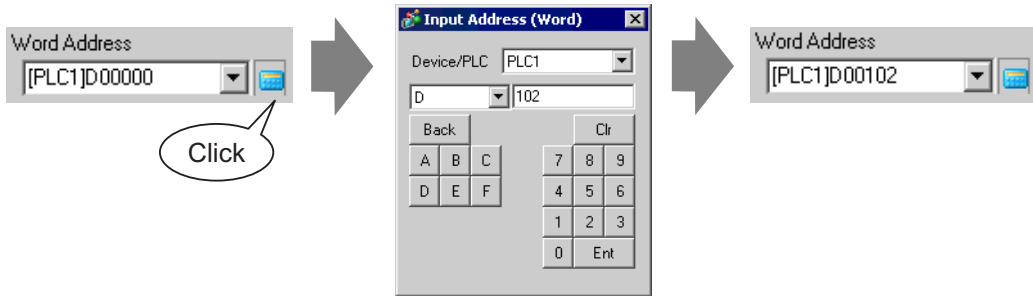 Word Address
[PLC1]D00000
Click
Input Address (Word)
Device/PLC PLC1
D 102
Back Clr
A B C 7 8 9
D E F 4 5 6
1 2 3
0 Ent
Word Address
[PLC1]D00102